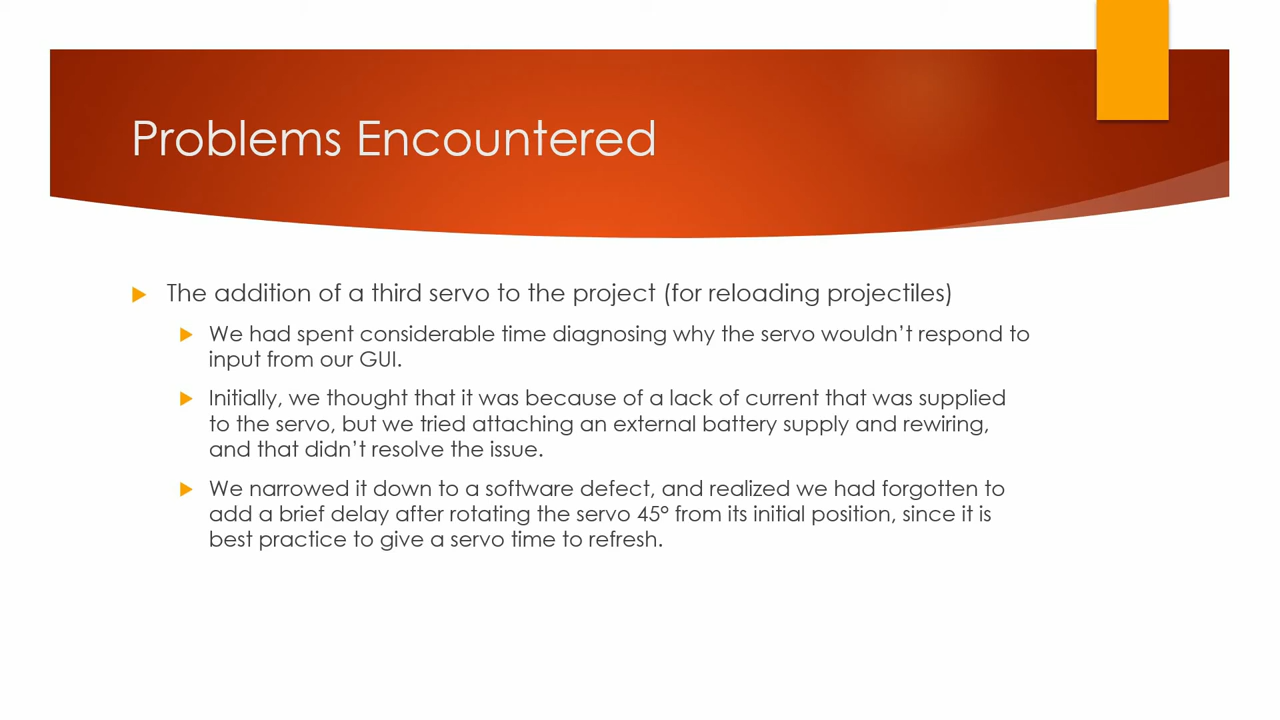 Problems Encountered
The addition of a third servo to the project (for reloading projectiles)
We had spent considerable time diagnosing why the servo wouldn’t respond to
input from our GUI.
Initially, we thought that it was because of a lack of current that was supplied
to the servo, but we tried attaching an external battery supply and rewiring,
and that didn’t resolve the issue.
We narrowed it down to a software defect, and realized we had forgotten to
add a brief delay after rotating the servo 45° from its initial position, since it is
best practice to give a servo time to refresh.